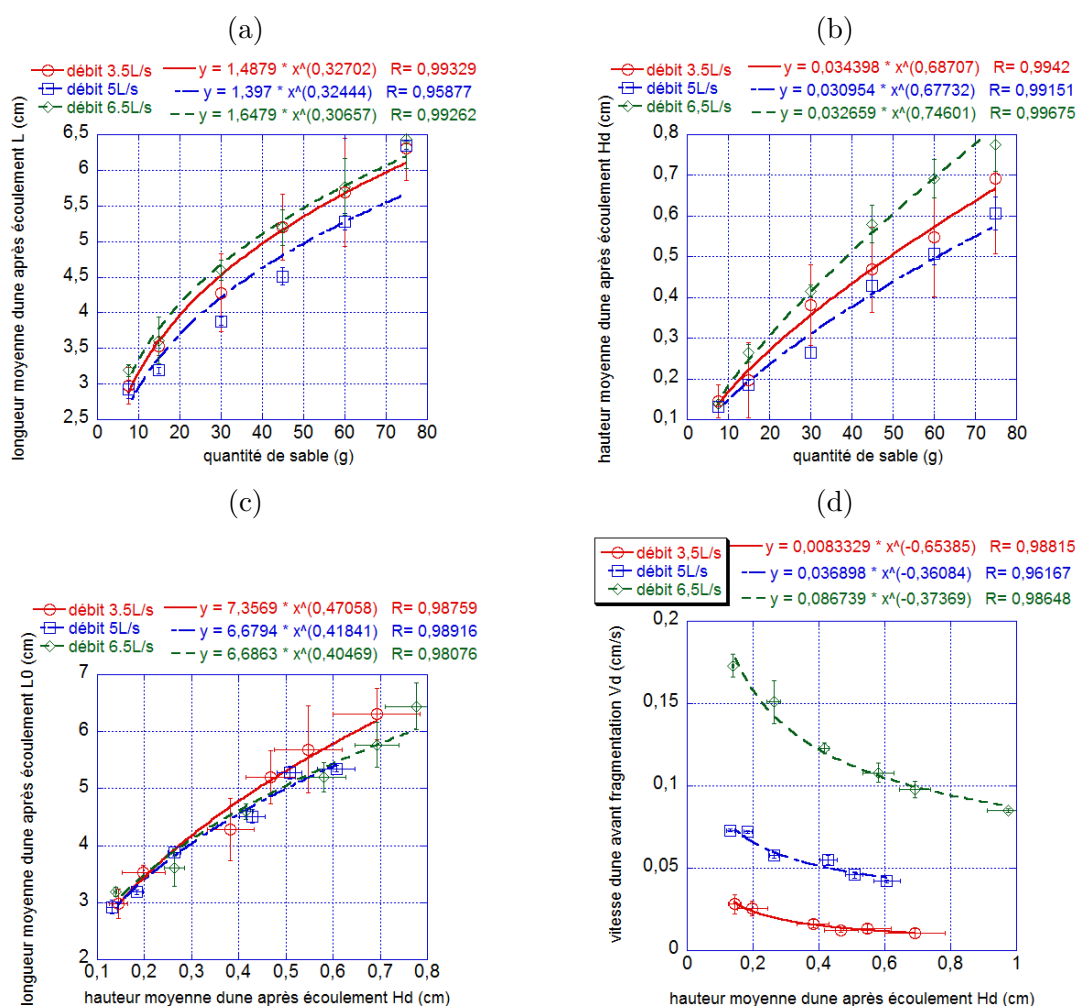 (a)
débit 3.5L/s y = 1,4879 * x^(0,32702) R= 0,99329
débit 5L/s y = 1,397 * x^(0,32444) R= 0,95877
débit 6.5L/s y = 1,6479 * x^(0,30657) R= 0,99262
longueur moyenne dune après écoulement L (cm)
6,5
6
5,5
5
4,5
4
3,5
3
2,5
0 10 20 30 40 50 60 70 80
quantité de sable (g)
(b)
débit 3.5L/s y = 0,034398 * x^(0,68707) R= 0,9942
débit 5L/s y = 0,030954 * x^(0,67732) R= 0,99151
débit 6.5L/s y = 0,032659 * x^(0,74601) R= 0,99675
hauteur moyenne dune après écoulement Hd (cm)
0,8
0,7
0,6
0,5
0,4
0,3
0,2
0,1
0 10 20 30 40 50 60 70 80
quantité de sable (g)
(c)
débit 3.5L/s y = 7,3569 * x^(0,47058) R= 0,98759
débit 5L/s y = 6,6794 * x^(0,41841) R= 0,98916
débit 6.5L/s y = 6,6863 * x^(0,40469) R= 0,98076
longueur moyenne dune après écoulement L0 (cm)
7
6
5
4
3
2
0,1 0,2 0,3 0,4 0,5 0,6 0,7 0,8
hauteur moyenne dune après écoulement Hd (cm)
(d)
débit 3,5L/s y = 0,0083329 * x^(-0,65385) R= 0,98815
débit 5L/s y = 0,036898 * x^(-0,36084) R= 0,96167
débit 6,5L/s y = 0,086739 * x^(-0,37369) R= 0,98648
vitesse dune avant fragmentation Vd (cm/s)
0,2
0,15
0,1
0,05
0
0 0,2 0,4 0,6 0,8 1
hauteur moyenne dune après écoulement Hd (cm)